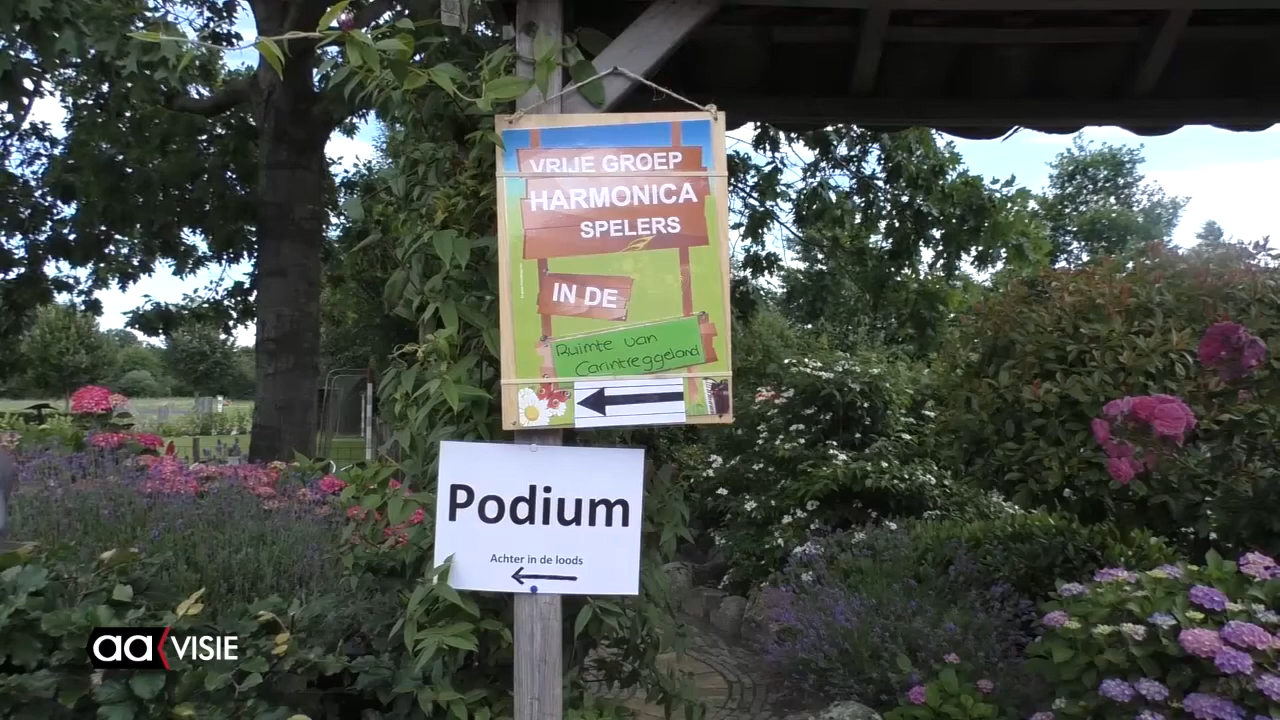 VRIJE GROEP
HARMONICA
SPELERS
IN DE
Ruimte van
Carintreggeland
Podium
Achter in de loods
aa VISIE